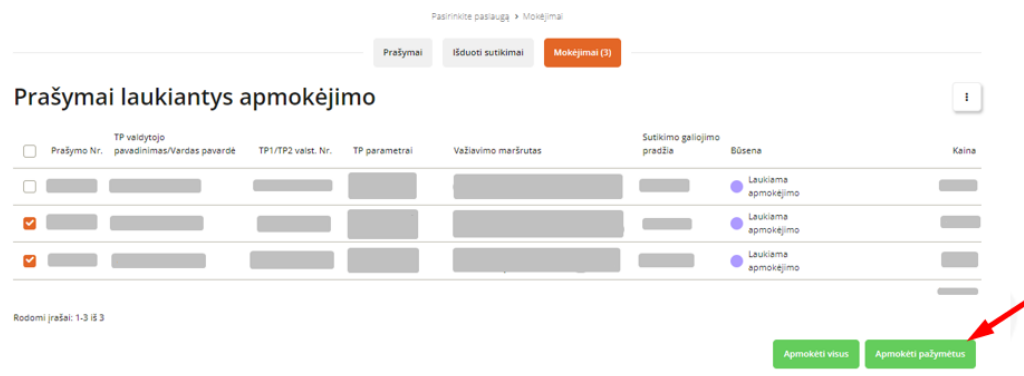 Pasirinkite paslaugą > Mokėjimai
Prašymai
Išduoti sutikimai
Mokėjimai (3)
Prašymai laukiantys apmokėjimo
Prašymo Nr.
TP valdytojo
pavadinimas/Vardas pavardė
TP1/TP2 valst. Nr.
TP parametrai
Važiavimo maršrutas
Sutikimo galiojimo
pradžia
Būsena
Kaina
Laukiama
apmokėjimo
Laukiama
apmokėjimo
Laukiama
apmokėjimo
Rodomi įrašai: 1-3 iš 3
Apmokėti visus
Apmokėti pažymėtus